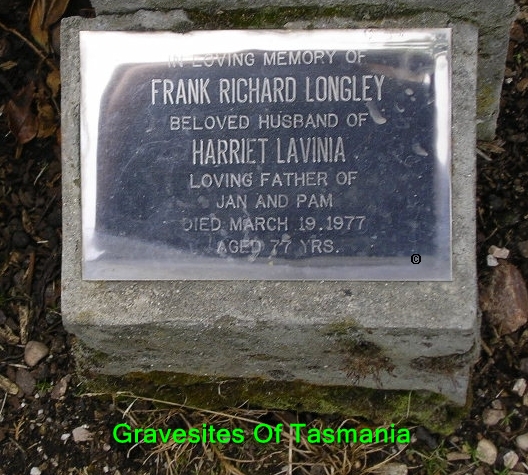 IN LOVING MEMORY OF
FRANK RICHARD LONGLEY
BELOVED HUSBAND OF
HARRIET LAVINIA
LOVING FATHER OF
JAN AND PAM
DIED MARCH 19.1977
AGED 77 YRS.
©
Gravesites Of Tasmania